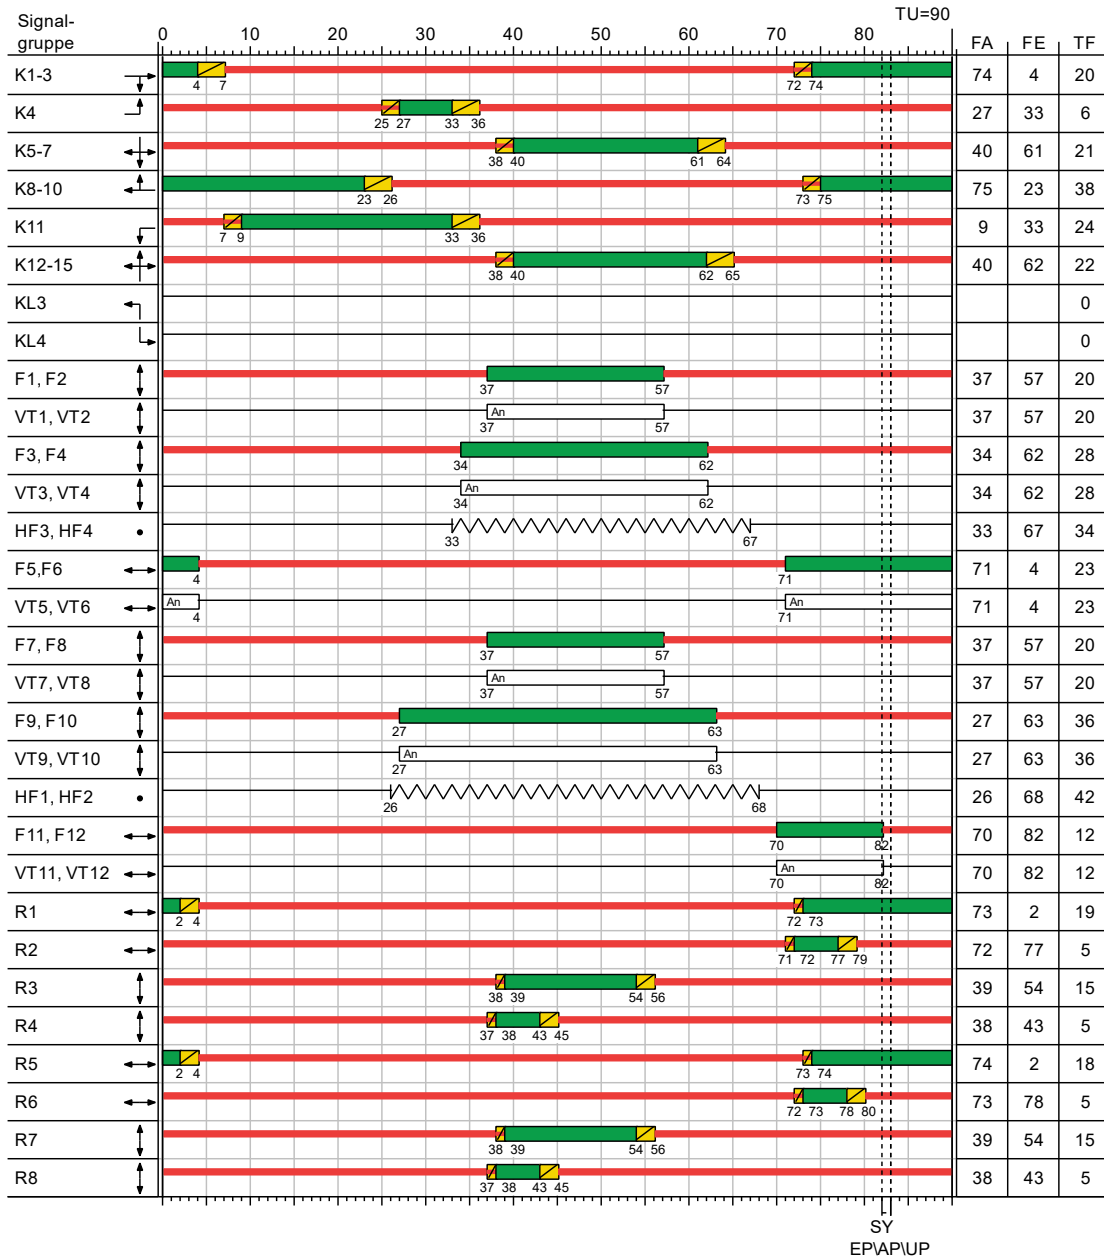 TU=90
Signal-
gruppe
0 10 20 30 40 50 60 70 80
FA FE TF
K1-3 4 7 72 74 74 4 20
K4 25 27 33 36 27 33 6
K5-7 38 40 61 64 40 61 21
K8-10 23 26 73 75 75 23 38
K11 7 9 33 36 9 33 24
K12-15 38 40 62 65 40 62 22
KL3 0
KL4 0
F1, F2 37 57 37 57 20
VT1, VT2 An 37 57 37 57 20
F3, F4 34 62 34 62 28
VT3, VT4 An 34 62 34 62 28
HF3, HF4 33 67 33 67 34
F5,F6 4 71 71 4 23
VT5, VT6 An 4 An 71 71 4 23
F7, F8 37 57 37 57 20
VT7, VT8 An 37 57 37 57 20
F9, F10 27 63 27 63 36
VT9, VT10 An 27 63 27 63 36
HF1, HF2 26 68 26 68 42
F11, F12 70 82 70 82 12
VT11, VT12 An 70 82 70 82 12
R1 2 4 72 73 73 2 19
R2 71 72 77 79 72 77 5
R3 38 39 54 56 39 54 15
R4 37 38 43 45 38 43 5
R5 2 4 73 74 74 2 18
R6 72 73 78 80 73 78 5
R7 38 39 54 56 39 54 15
R8 37 38 43 45 38 43 5
0 10 20 30 40 50 60 70 80
SY
EP\AP\UP